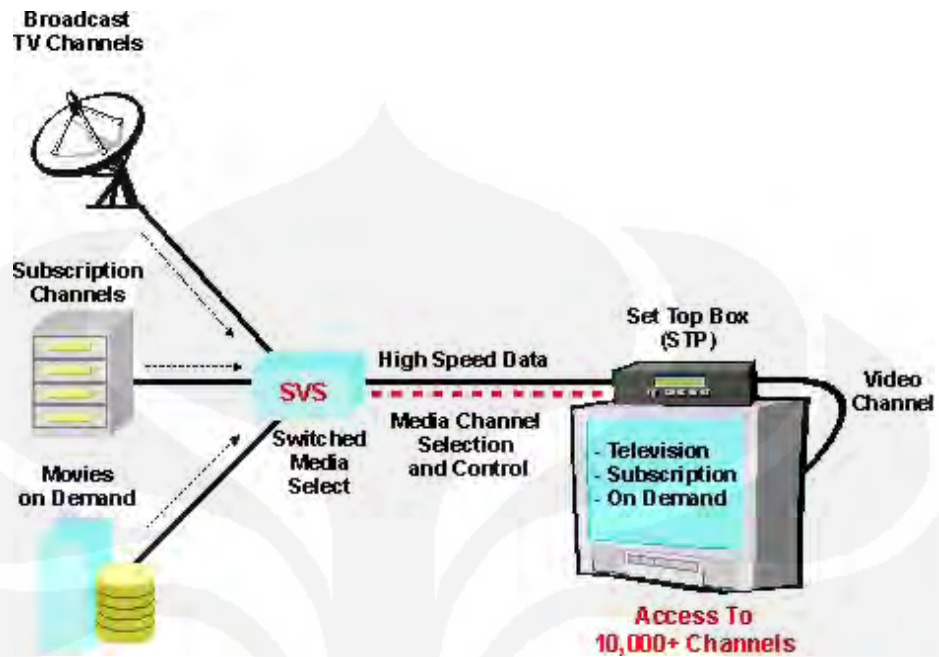 Broadcast
TV Channels
Subscription
Channels
Movies
on Demand
SVS
Switched
Media
Select
High Speed Data
Media Channel
Selection
and Control
Set Top Box
(STP)
Video
Channel
- Television
- Subscription
- On Demand
Access To
10,000+ Channels